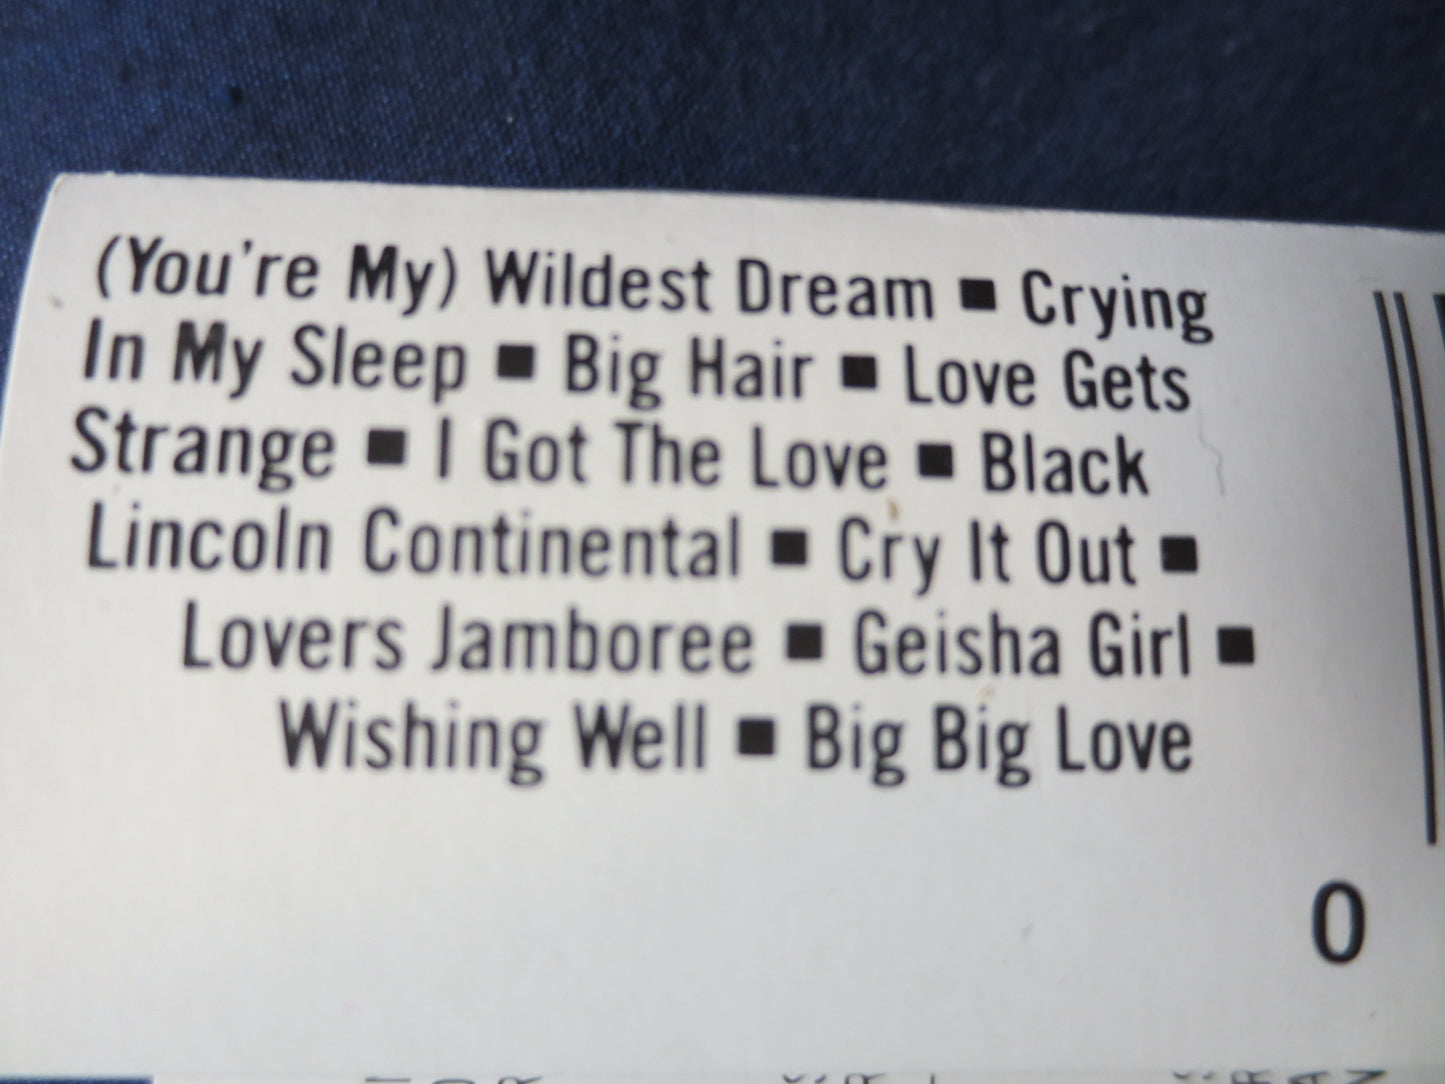 (You're My) Wildest Dream ■ Crying
In My Sleep ■ Big Hair ■ Love Gets
Strange ■ I Got The Love ■ Black
Lincoln Continental ■ Cry It Out ■
Lovers Jamboree ■ Geisha Girl ■
Wishing Well ■ Big Big Love
0